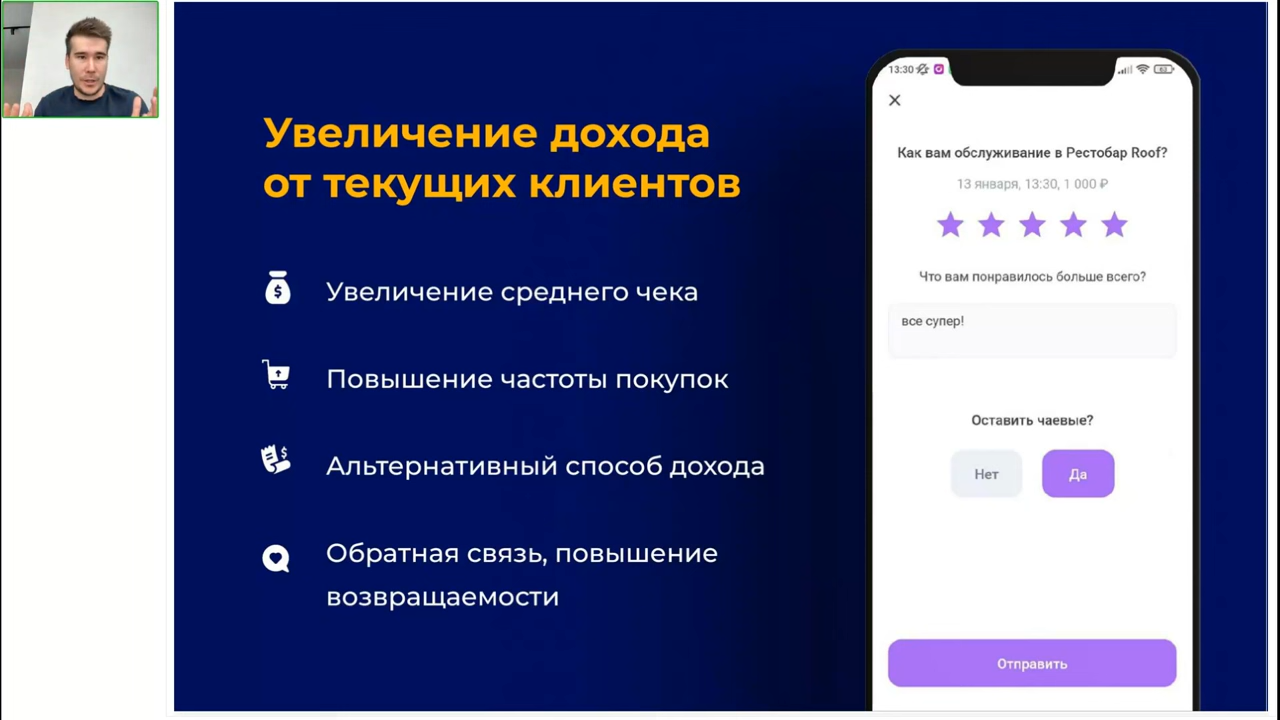 Увеличение дохода
от текущих клиентов
Увеличение среднего чека
Повышение частоты покупок
Альтернативный способ дохода
Обратная связь, повышение
возвращаемости
13:30
Как вам обслуживание в Рестобар Roof?
13 января, 13:30, 1 000 ₽
Что вам понравилось больше всего?
все супер!
Оставить чаевые?
Нет Да
Отправить